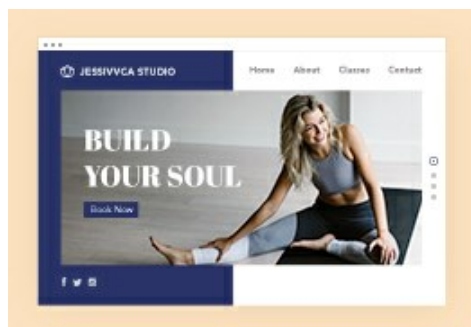 JESSIVVCA STUDIO
Home About Classes Contact
BUILD
YOUR SOUL
Book Now